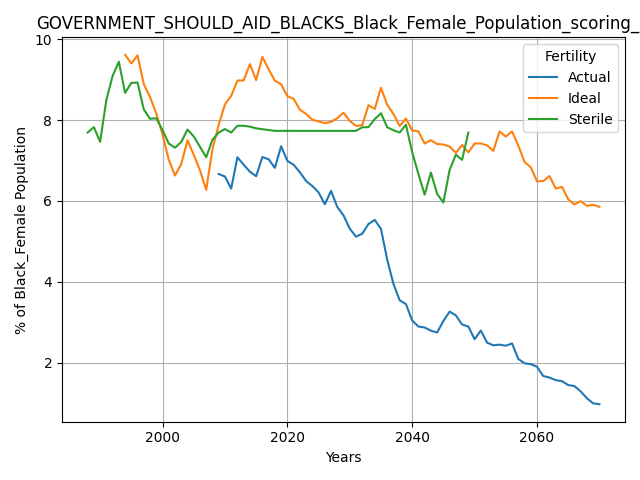 GOVERNMENT_SHOULD_AID_BLACKS_Black_Female_Population_scoring_
Fertility
Actual
Ideal
Sterile
% of Black_Female Population
10
8
6
4
2
2000 2020 2040 2060
Years